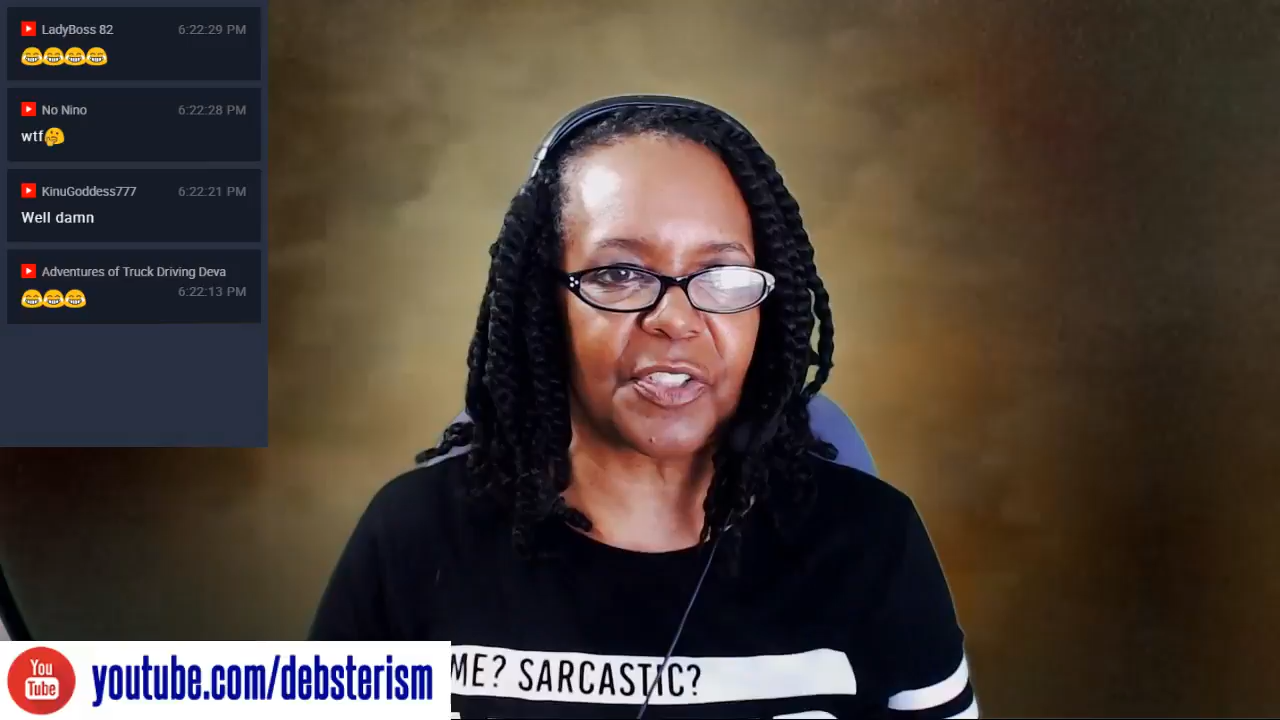 LadyBoss 82 6:22:29 PM
😂😂😂😂
No Nino 6:22:28 PM
wtf🤔
KinuGoddess777 6:22:21 PM
Well damn
Adventures of Truck Driving Deva
6:22:13 PM
😂😂😂
ME? SARCASTIC?
You
Tube
youtube.com/debsterism